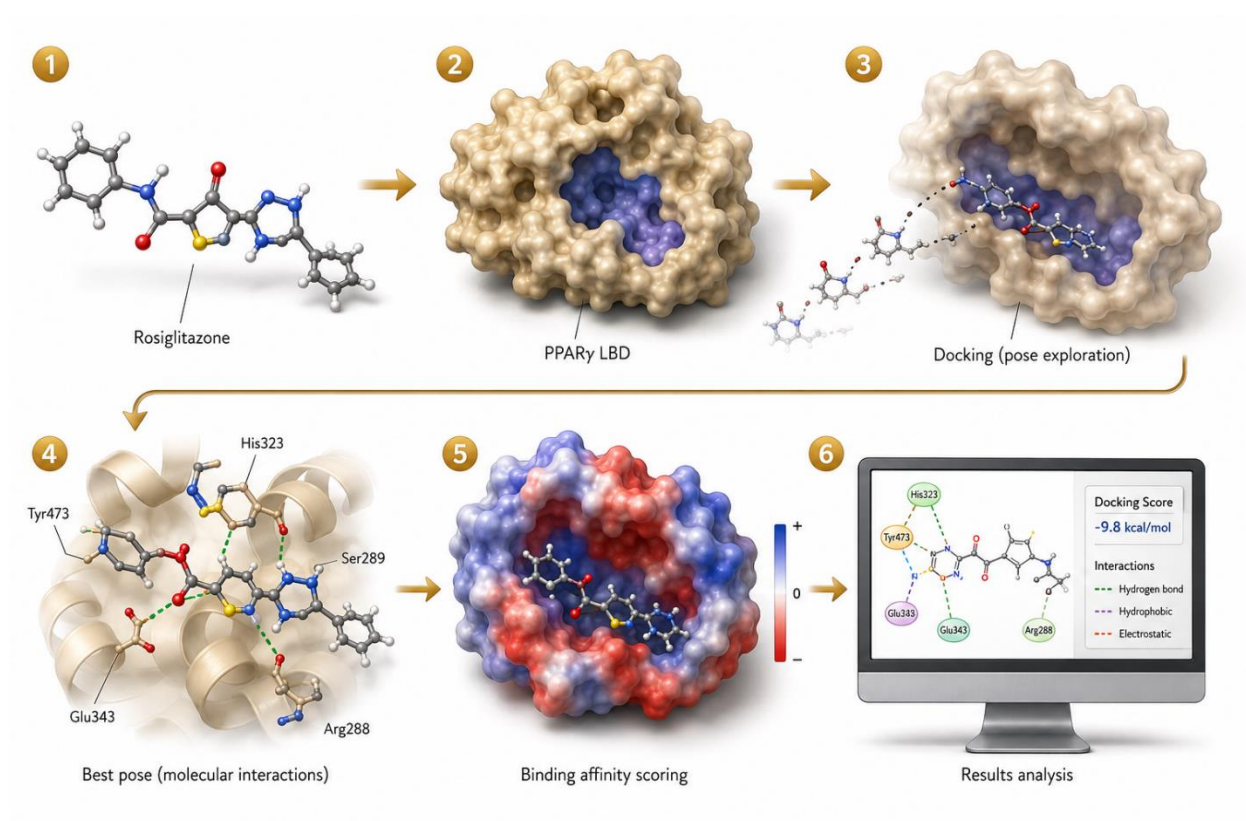 1
2
3
Rosiglitazone
PPARγ LBD
Docking (pose exploration)
4
His323
Tyr473
Ser289
Glu343
Arg288
Best pose (molecular interactions)
5
+
0
−
Binding affinity scoring
6
His323
Tyr473
Glu343
Glu343
Arg288
Docking Score
-9.8 kcal/mol
Interactions
Hydrogen bond
Hydrophobic
Electrostatic
Results analysis